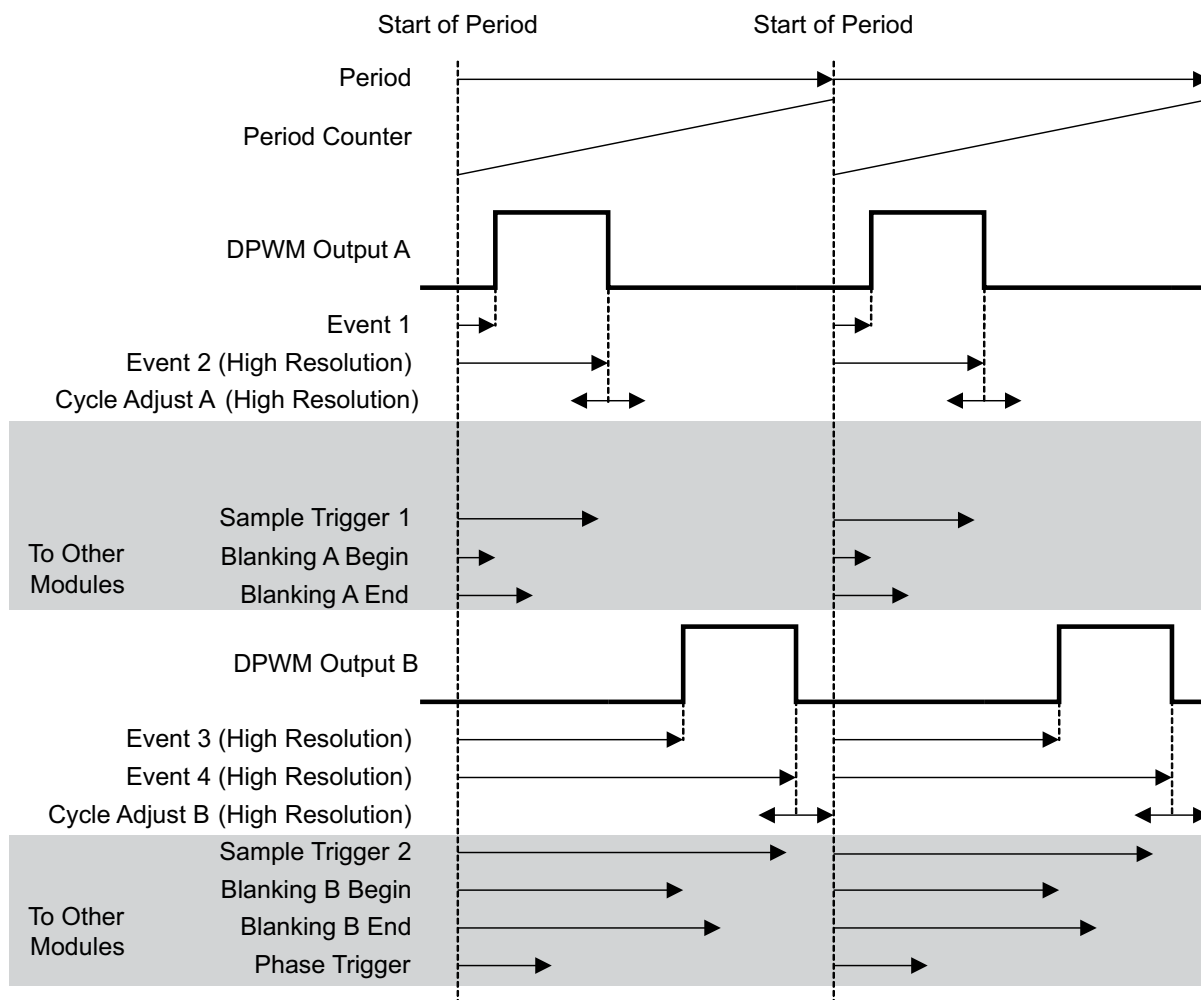 Start of Period
Start of Period
Period
Period Counter
DPWM Output A
Event 1
Event 2 (High Resolution)
Cycle Adjust A (High Resolution)
Sample Trigger 1
To Other
Modules
Blanking A Begin
Blanking A End
DPWM Output B
Event 3 (High Resolution)
Event 4 (High Resolution)
Cycle Adjust B (High Resolution)
Sample Trigger 2
Blanking B Begin
To Other
Modules
Blanking B End
Phase Trigger